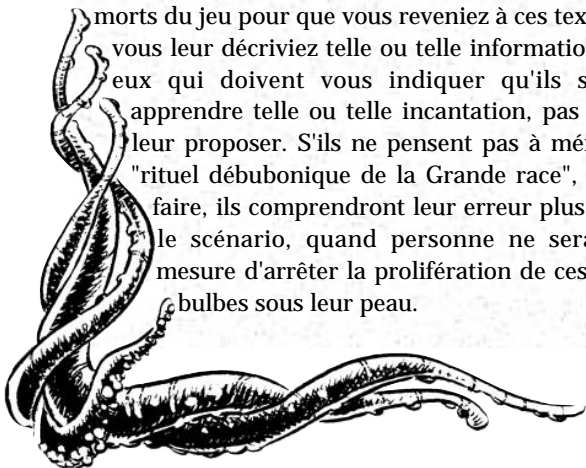 morts du jeu pour que vous reveniez à ces tex
vous leur décriviez telle ou telle informatio
eux qui doivent vous indiquer qu'ils s
apprendre telle ou telle incantation, pas
leur proposer. S'ils ne pensent pas à mé
"rituel débubonique de la Grande race",
faire, ils comprendront leur erreur plus
le scénario, quand personne ne ser
mesure d'arrêter la prolifération de ces
bulbes sous leur peau.